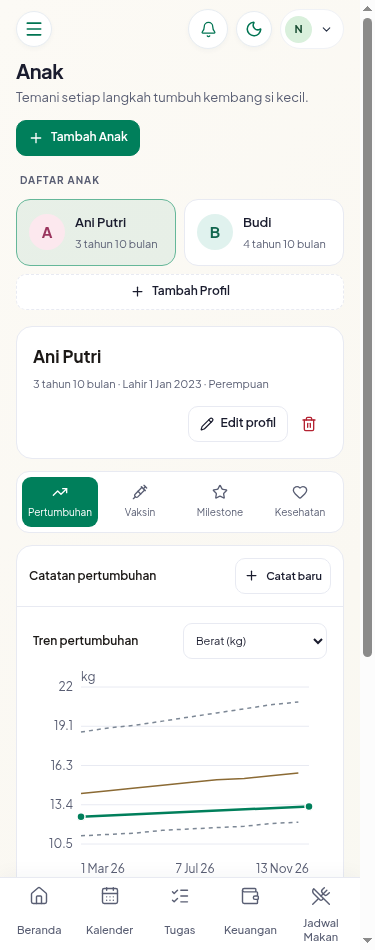 N
Anak
Temani setiap langkah tumbuh kembang si kecil.
+ Tambah Anak
DAFTAR ANAK
A
Ani Putri
3 tahun 10 bulan
B
Budi
4 tahun 10 bulan
+ Tambah Profil
Ani Putri
3 tahun 10 bulan · Lahir 1 Jan 2023 · Perempuan
Edit profil
Pertumbuhan
Vaksin
Milestone
Kesehatan
Catatan pertumbuhan
+ Catat baru
Tren pertumbuhan
Berat (kg)
kg
22
19.1
16.3
13.4
10.5
1 Mar 26
7 Jul 26
13 Nov 26
Beranda
Kalender
Tugas
Keuangan
Jadwal
Makan